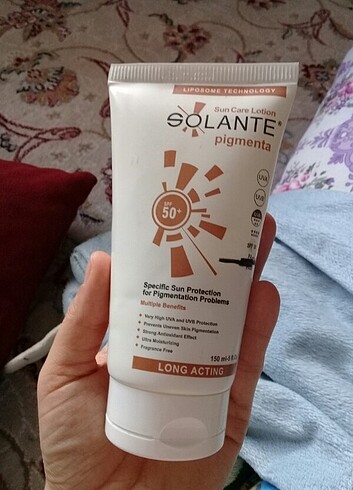 LIPOSOME TECHNOLOGY
Sun Care Lotion
SOLANTE®
pigmenta
UVA
UVB
SPF
50+
Specific Sun Protection
for Pigmentation Problems
Multiple Benefits
Very High UVA and UVB Protection
Prevents Uneven Skin Pigmentation
Strong Antioxidant Effect
Ultra Moisturizing
Fragrance Free
150 ml
LONG ACTING